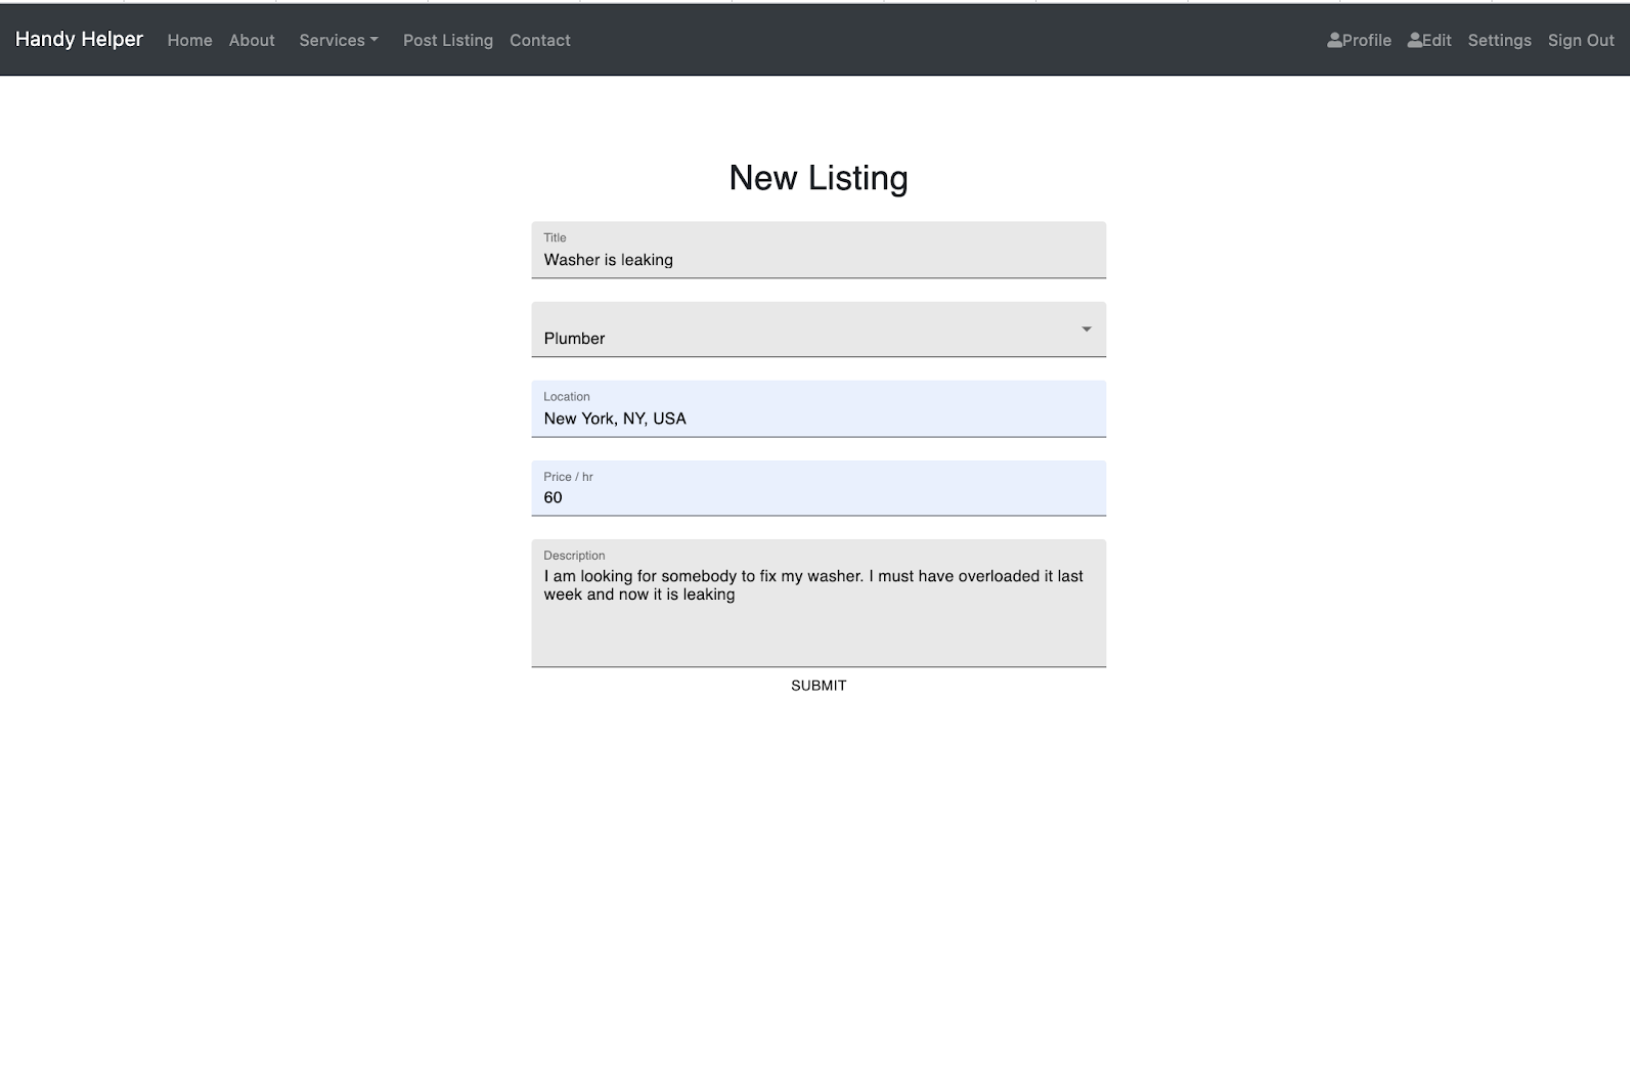 Handy Helper Home About Services Post Listing Contact Profile Edit Settings Sign Out
New Listing
Title
Washer is leaking
Plumber
Location
New York, NY, USA
Price / hr
60
Description
I am looking for somebody to fix my washer. I must have overloaded it last
week and now it is leaking
SUBMIT